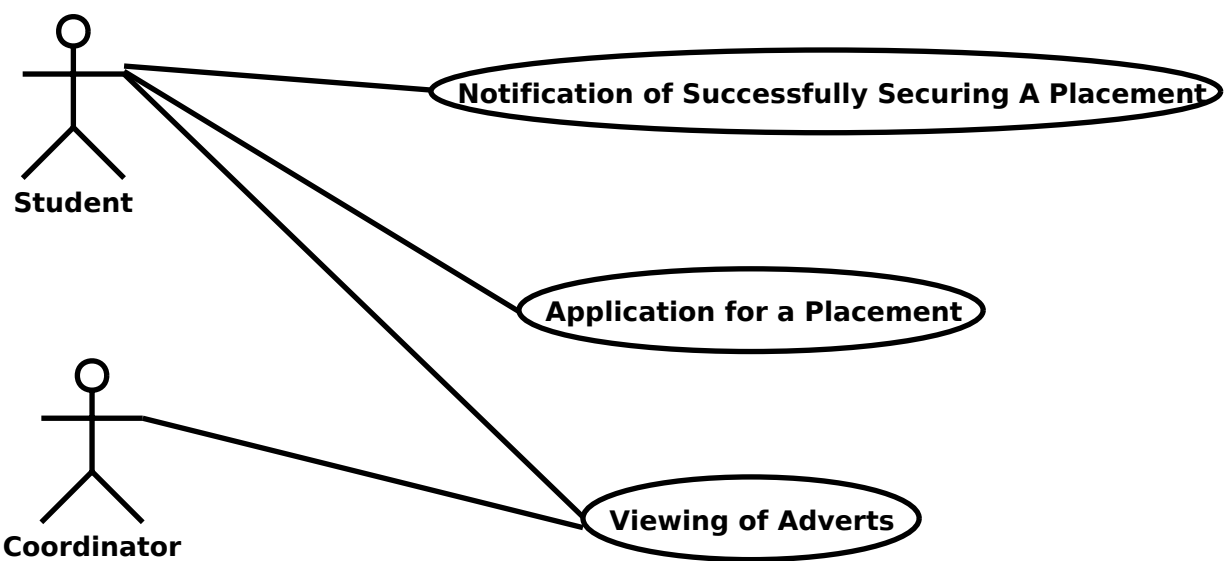 Notification of Successfully Securing A Placement
Student
Application for a Placement
Viewing of Adverts
Coordinator